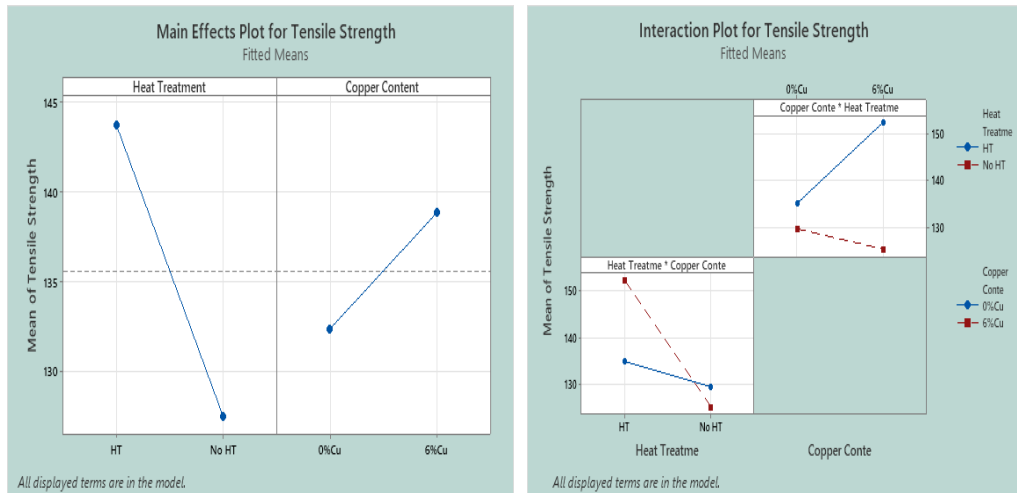 Main Effects Plot for Tensile Strength
Fitted Means
Heat Treatment Copper Content
Mean of Tensile Strength
145
140
135
130
HT No HT 0%Cu 6%Cu
All displayed terms are in the model.
Interaction Plot for Tensile Strength
Fitted Means
0%Cu 6%Cu
Copper Conte * Heat Treatme
150
140
130
Heat
Treatme
HT
No HT
Mean of Tensile Strength
Heat Treatme * Copper Conte
150
140
130
Copper
Conte
0%Cu
6%Cu
HT No HT
Heat Treatme Copper Conte
All displayed terms are in the model.